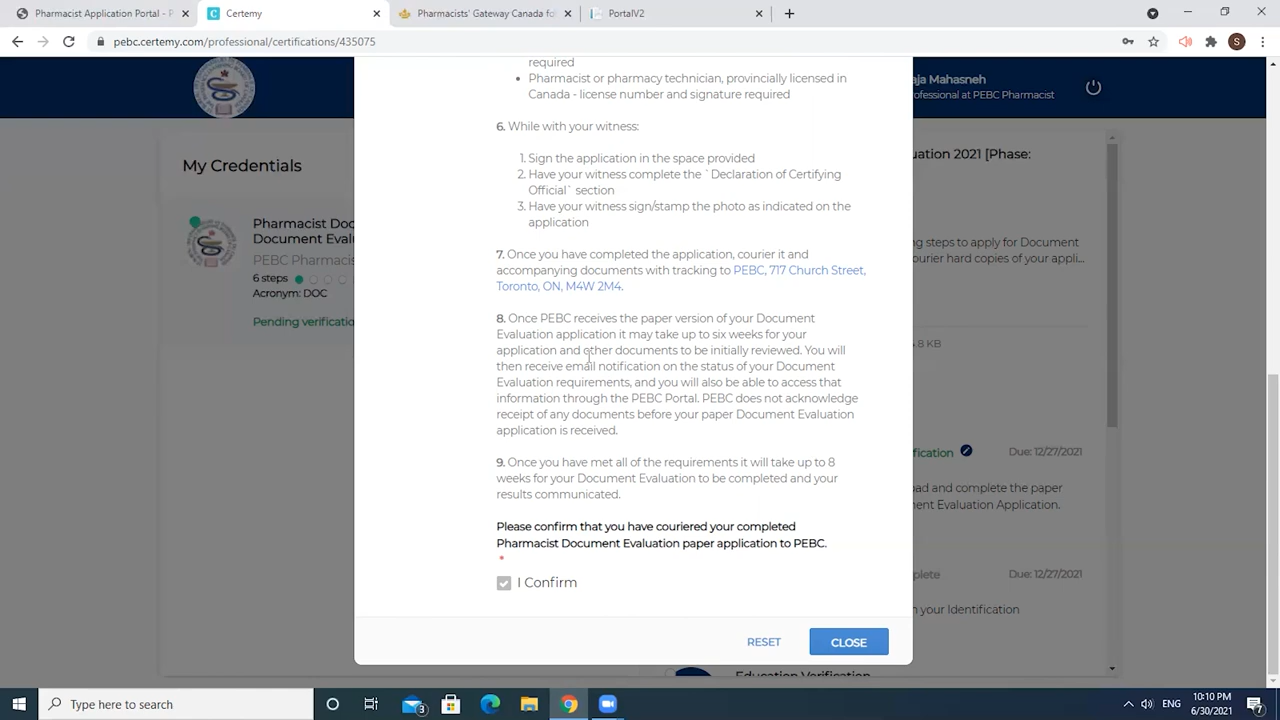 Pharmacist Application Portal - P
Certemy
Pharmacists' Gateway Canada fo
PortalV2
pebc.certemy.com/professional/certifications/435075
S
aja Mahasneh
ofessional at PEBC Pharmacist
My Credentials
Pharmacist Doc
Document Eval
PEBC Pharmacis
6 steps
Acronym: DOC
Pending verificatio
required
• Pharmacist or pharmacy technician, provincially licensed in
Canada - license number and signature required
6. While with your witness:
1. Sign the application in the space provided
2. Have your witness complete the `Declaration of Certifying
Official` section
3. Have your witness sign/stamp the photo as indicated on the
application
7. Once you have completed the application, courier it and
accompanying documents with tracking to PEBC, 717 Church Street,
Toronto, ON, M4W 2M4.
8. Once PEBC receives the paper version of your Document
Evaluation application it may take up to six weeks for your
application and other documents to be initially reviewed. You will
then receive email notification on the status of your Document
Evaluation requirements, and you will also be able to access that
information through the PEBC Portal. PEBC does not acknowledge
receipt of any documents before your paper Document Evaluation
application is received.
9. Once you have met all of the requirements it will take up to 8
weeks for your Document Evaluation to be completed and your
results communicated.
Please confirm that you have couriered your completed
Pharmacist Document Evaluation paper application to PEBC.
*
I Confirm
RESET
CLOSE
uation 2021 [Phase:
ng steps to apply for Document
ourier hard copies of your appli...
.8 KB
ification
Due: 12/27/2021
oad and complete the paper
ent Evaluation Application.
plete
Due: 12/27/2021
n your Identification
Education Verification
Type here to search
3
10:10 PM
6/30/2021
7